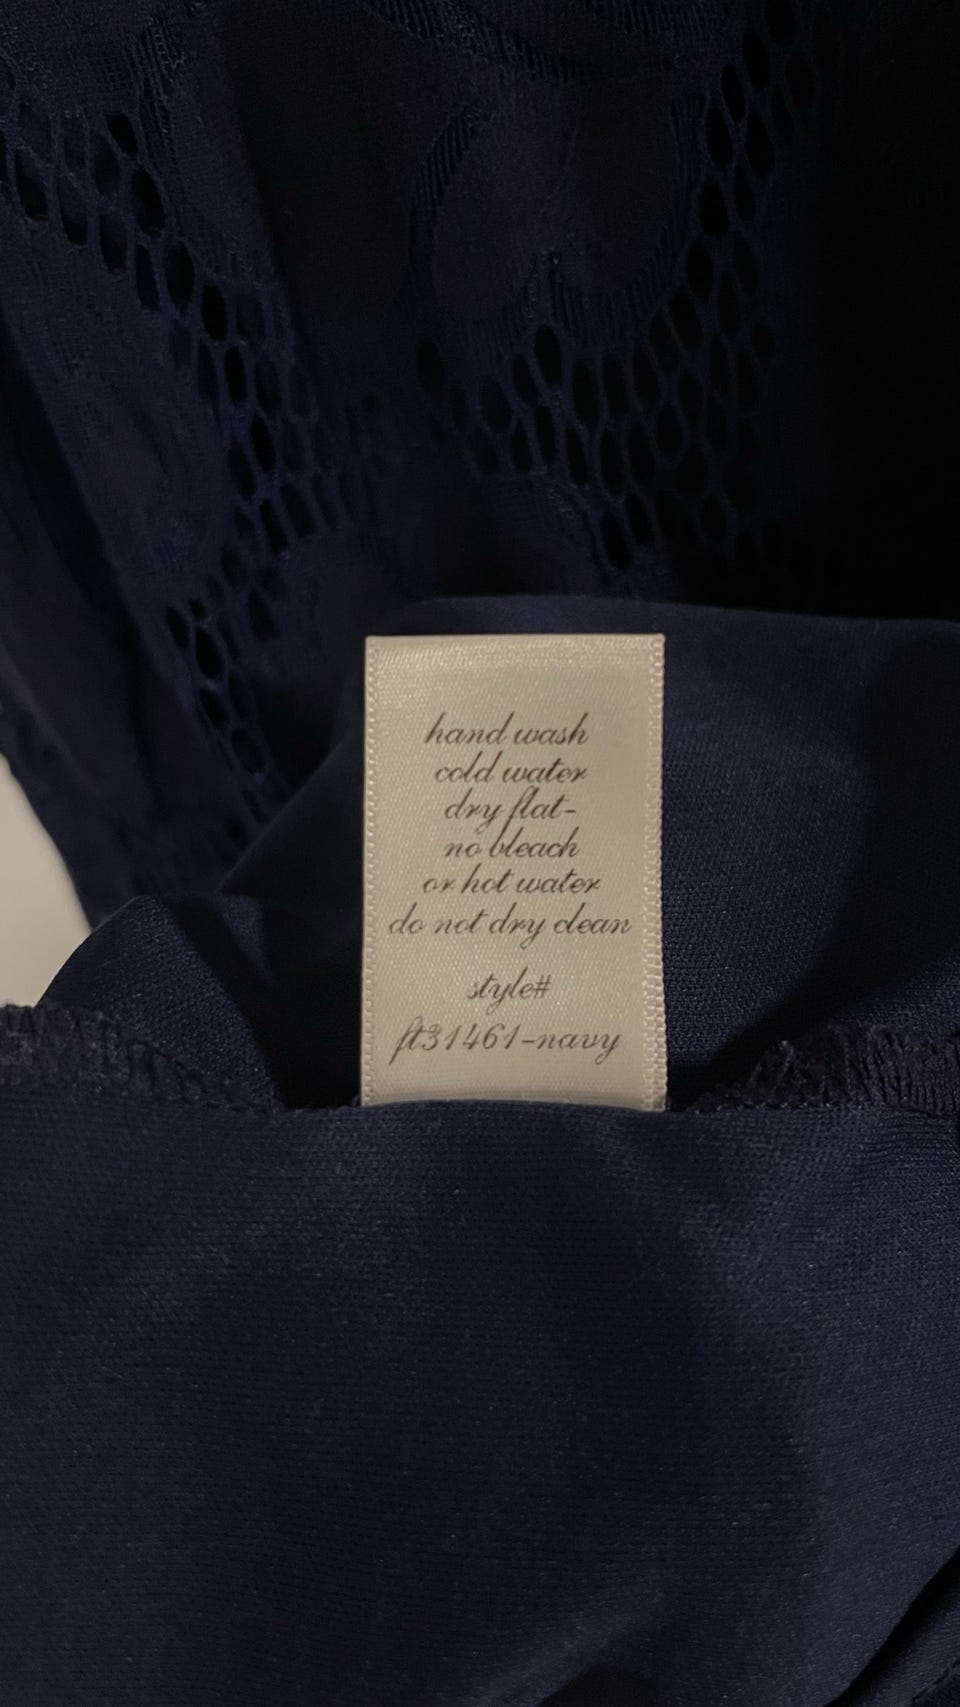 hand wash
cold water
dry flat-
no bleach
or hot water
do not dry clean
style#
ft31461-navy